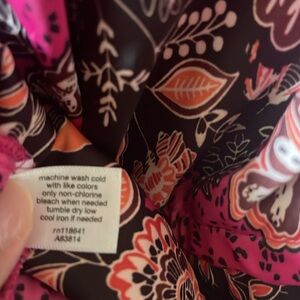 machine wash cold
with like colors
only non-chlorine
bleach when needed
tumble dry low
cool iron if needed
rn118641
A83814